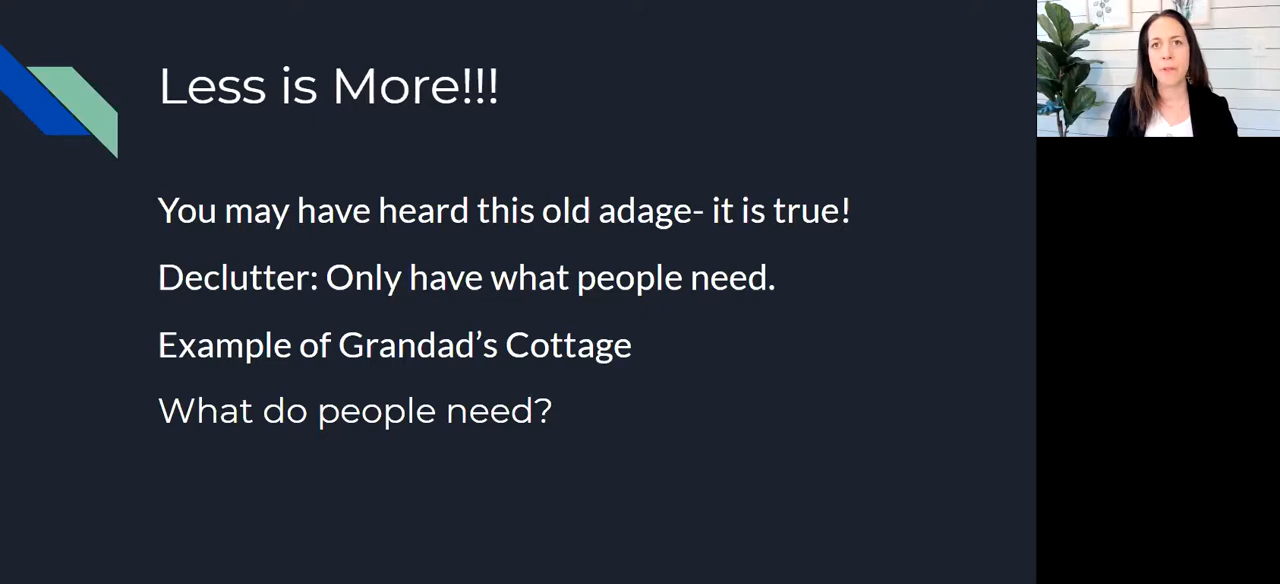 Less is More!!!
You may have heard this old adage- it is true!
Declutter: Only have what people need.
Example of Grandad’s Cottage
What do people need?